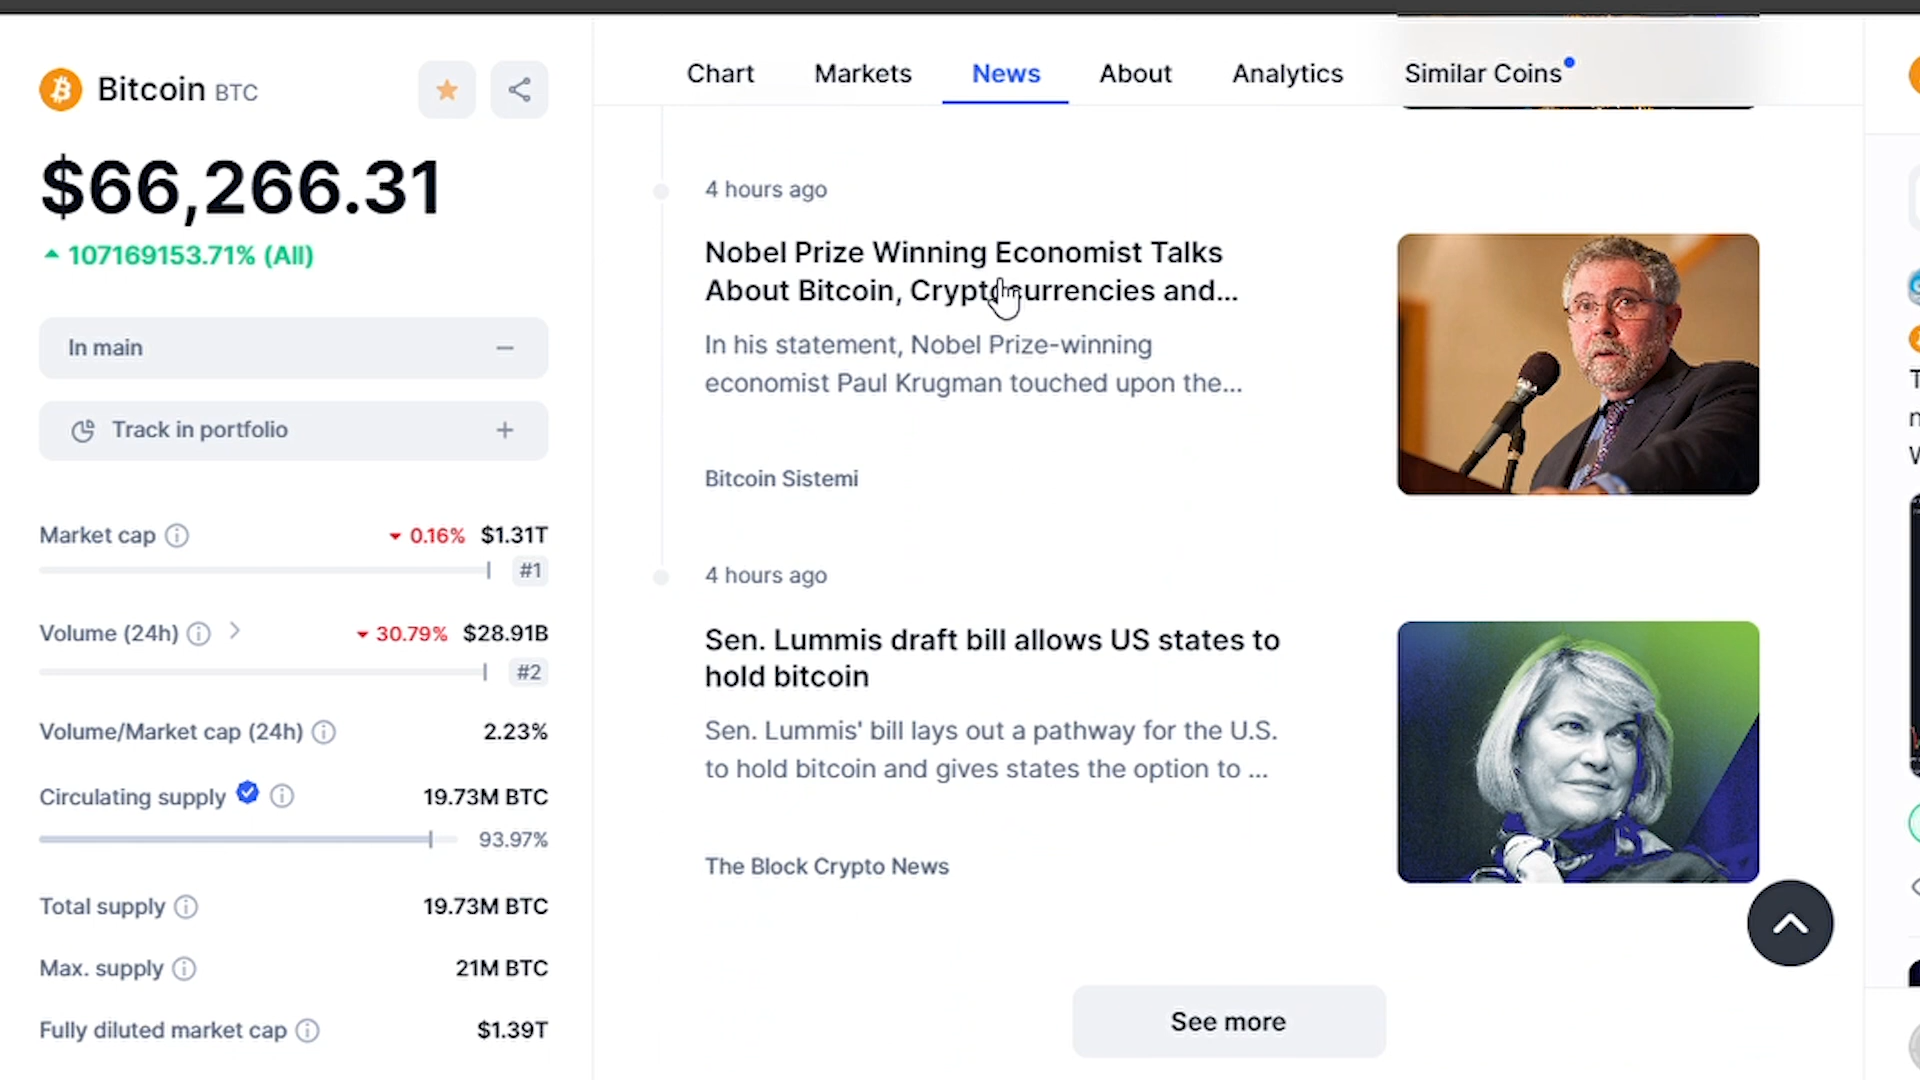 Bitcoin BTC
$66,266.31
107169153.71% (All)
In main
Track in portfolio
Market cap 0.16% $1.31T
#1
Volume (24h) 30.79% $28.91B
#2
Volume/Market cap (24h) 2.23%
Circulating supply 19.73M BTC
93.97%
Total supply 19.73M BTC
Max. supply 21M BTC
Fully diluted market cap $1.39T
Chart Markets News About Analytics Similar Coins
4 hours ago
Nobel Prize Winning Economist Talks
About Bitcoin, Cryptocurrencies and...
In his statement, Nobel Prize-winning
economist Paul Krugman touched upon the...
Bitcoin Sistemi
4 hours ago
Sen. Lummis draft bill allows US states to
hold bitcoin
Sen. Lummis' bill lays out a pathway for the U.S.
to hold bitcoin and gives states the option to ...
The Block Crypto News
See more